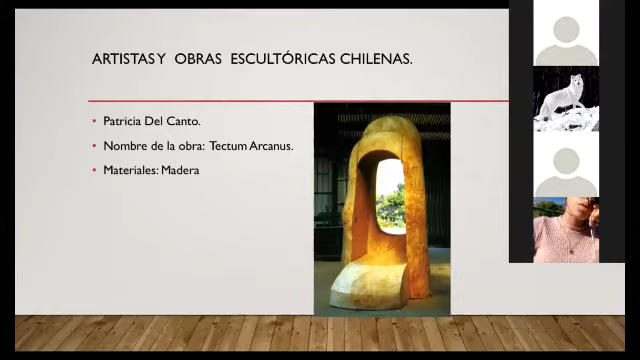 ARTISTAS Y OBRAS ESCULTÓRICAS CHILENAS.
• Patricia Del Canto.
• Nombre de la obra: Tectum Arcanus.
• Materiales: Madera